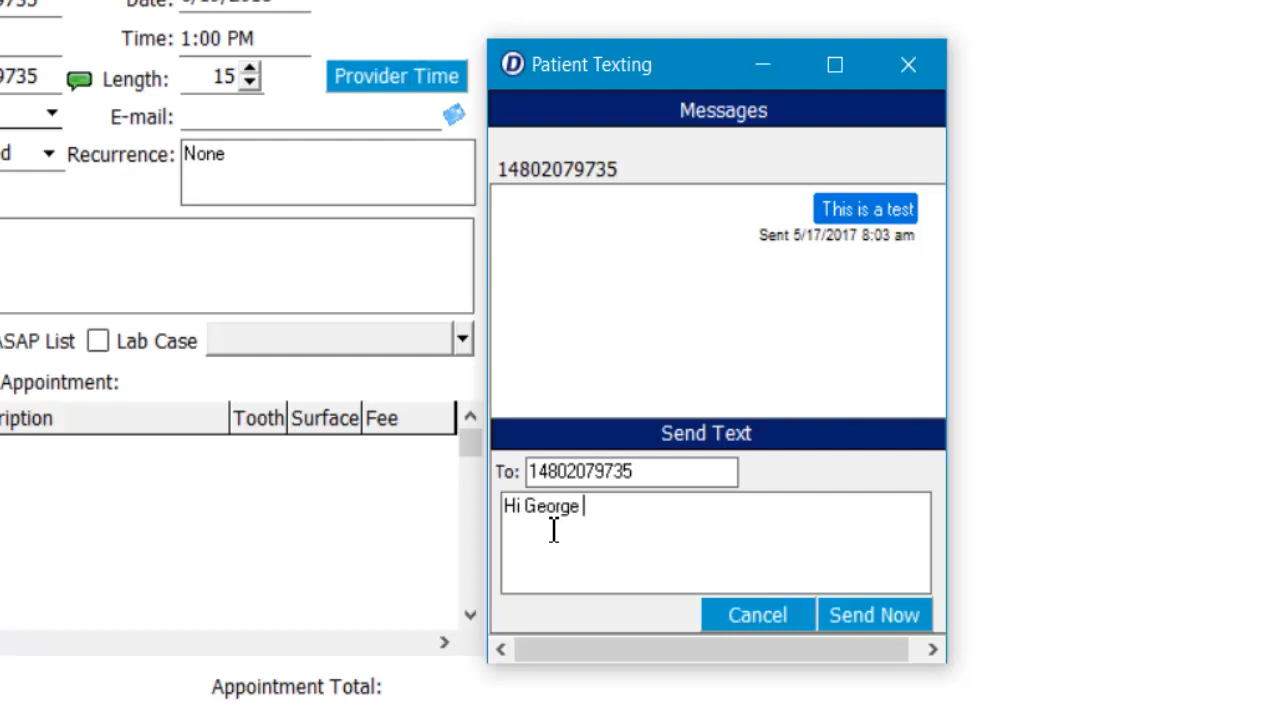 9735
Date:
Time: 1:00 PM
9735 Length: 15 Provider Time
E-mail:
d Recurrence: None
ASAP List Lab Case
Appointment:
ription Tooth Surface Fee
Appointment Total:
D Patient Texting
Messages
14802079735
This is a test
Sent 5/17/2017 8:03 am
Send Text
To: 14802079735
Hi George
Cancel Send Now